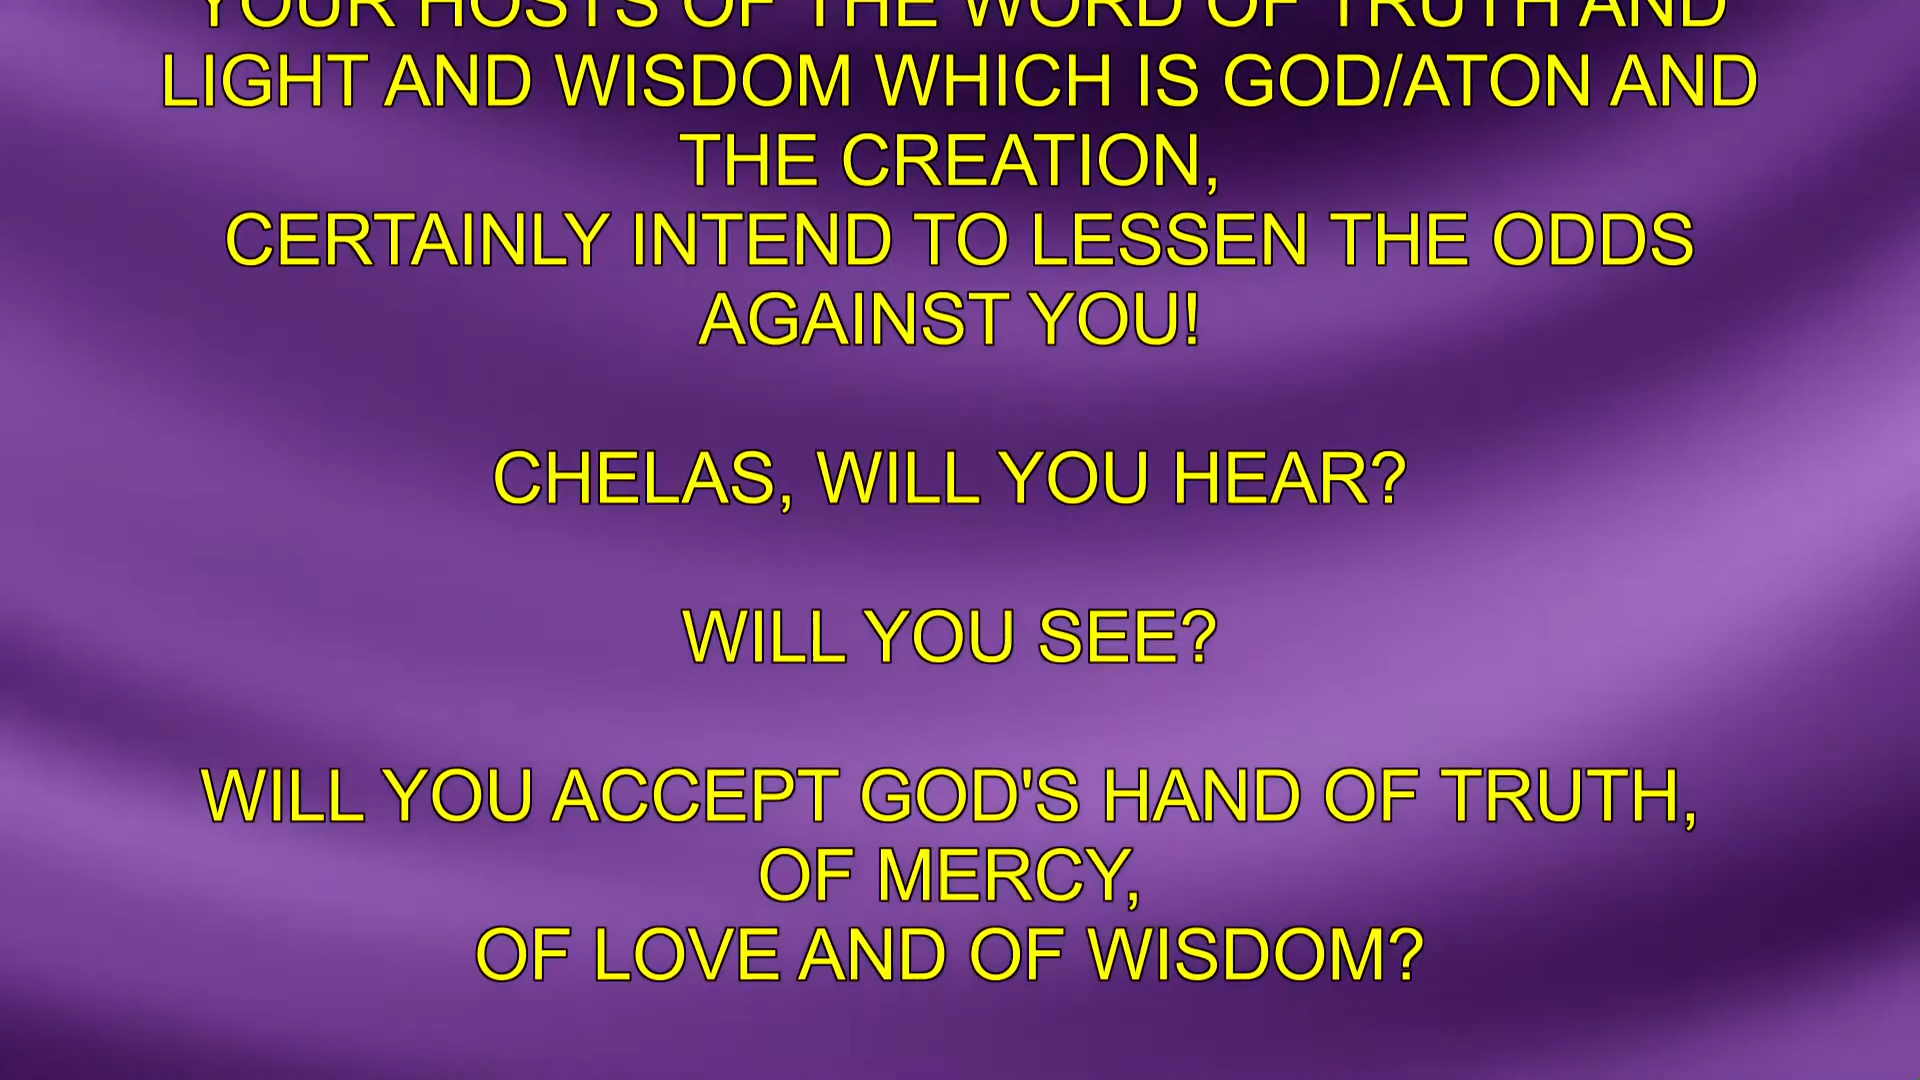 YOUR HOSTS OF THE WORD OF TRUTH AND
LIGHT AND WISDOM WHICH IS GOD/ATON AND
THE CREATION,
CERTAINLY INTEND TO LESSEN THE ODDS
AGAINST YOU!
CHELAS, WILL YOU HEAR?
WILL YOU SEE?
WILL YOU ACCEPT GOD'S HAND OF TRUTH,
OF MERCY,
OF LOVE AND OF WISDOM?